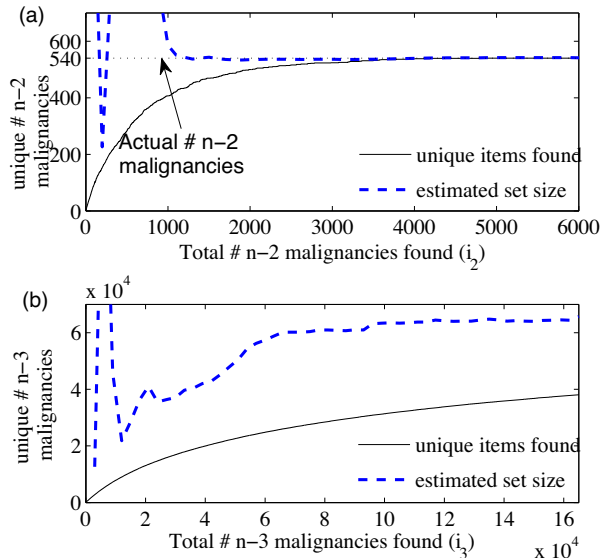 (a)
600
540
400
200
0
unique # n−2
malignancies
Actual # n−2
malignancies
unique items found
estimated set size
0 1000 2000 3000 4000 5000 6000
Total # n−2 malignancies found (i2)
(b)
x 10^4
6
4
2
0
unique # n−3
malignancies
unique items found
estimated set size
0 2 4 6 8 10 12 14 16
Total # n−3 malignancies found (i3)
x 10^4